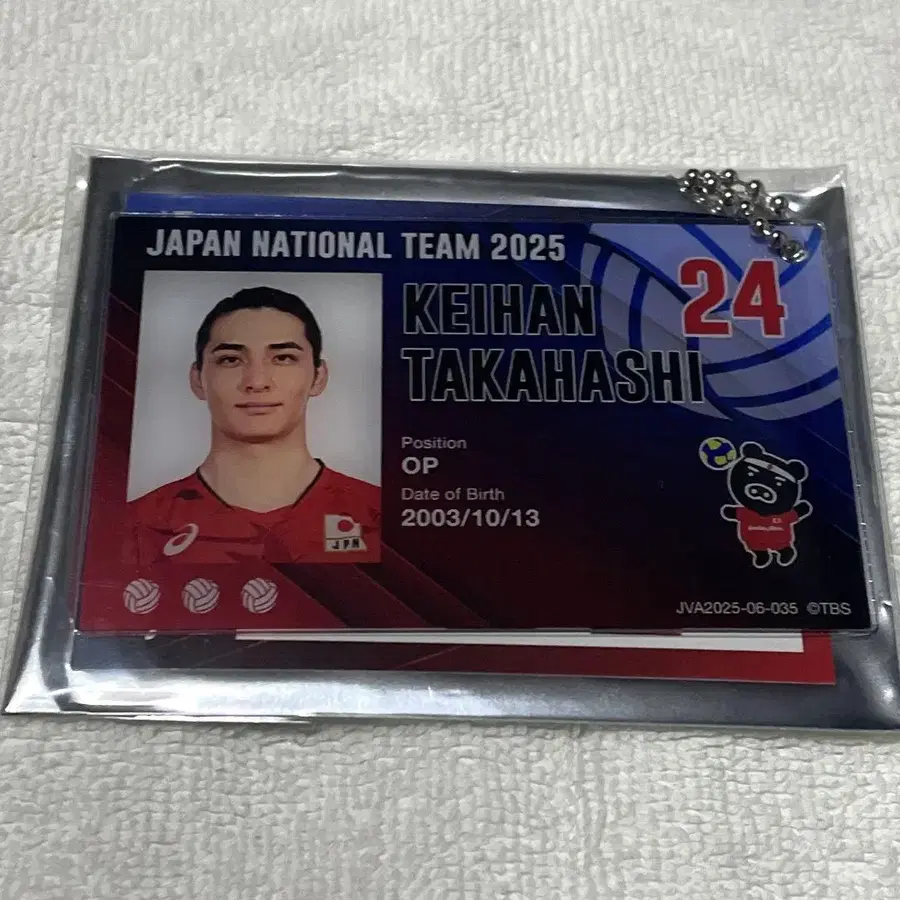 JAPAN NATIONAL TEAM 2025
24
KEIHAN
TAKAHASHI
Position
OP
Date of Birth
2003/10/13
JPN
JVA2025-06-035 ©TBS